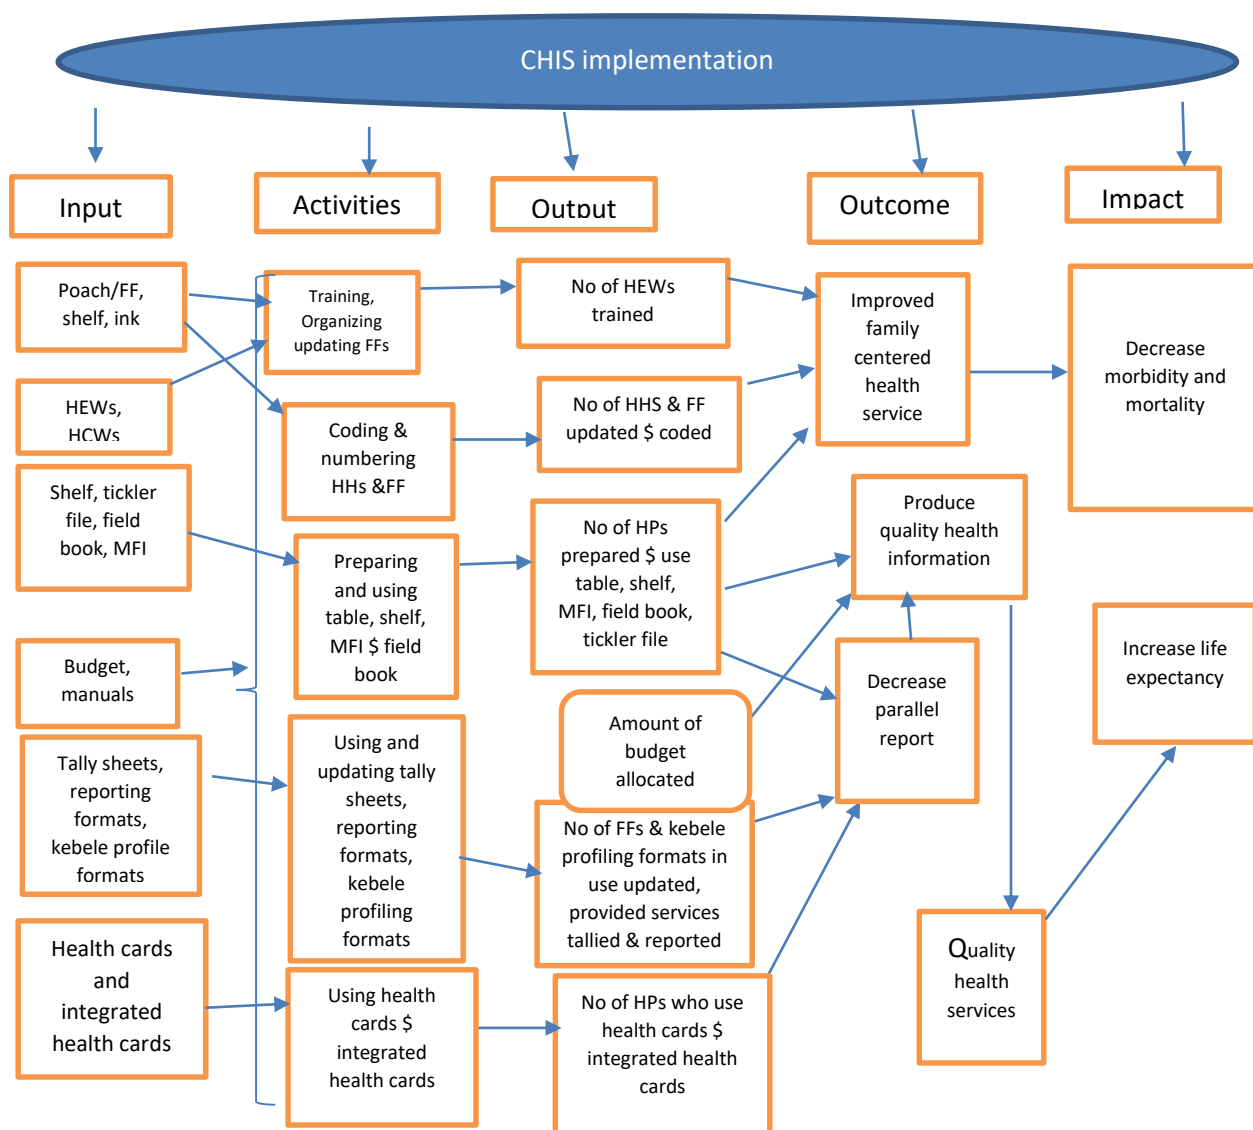 CHIS implementation
Input
Activities
Output
Outcome
Impact
Poach/FF,
shelf, ink
HEWs,
HCWs
Shelf, tickler
file, field
book, MFI
Budget,
manuals
Tally sheets,
reporting
formats,
kebele profile
formats
Health cards
and
integrated
health cards
Training,
Organizing
updating FFs
Coding &
numbering
HHs &FF
Preparing
and using
table, shelf,
MFI $ field
book
Using and
updating tally
sheets,
reporting
formats,
kebele
profiling
formats
Using health
cards $
integrated
health cards
No of HEWs
trained
No of HHS & FF
updated $ coded
No of HPs
prepared $ use
table, shelf,
MFI, field book,
tickler file
Amount of
budget
allocated
No of FFs & kebele
profiling formats in
use updated,
provided services
tallied & reported
No of HPs who use
health cards $
integrated health
cards
Improved
family
centered
health
service
Produce
quality health
information
Decrease
parallel
report
Quality
health
services
Decrease
morbidity and
mortality
Increase life
expectancy